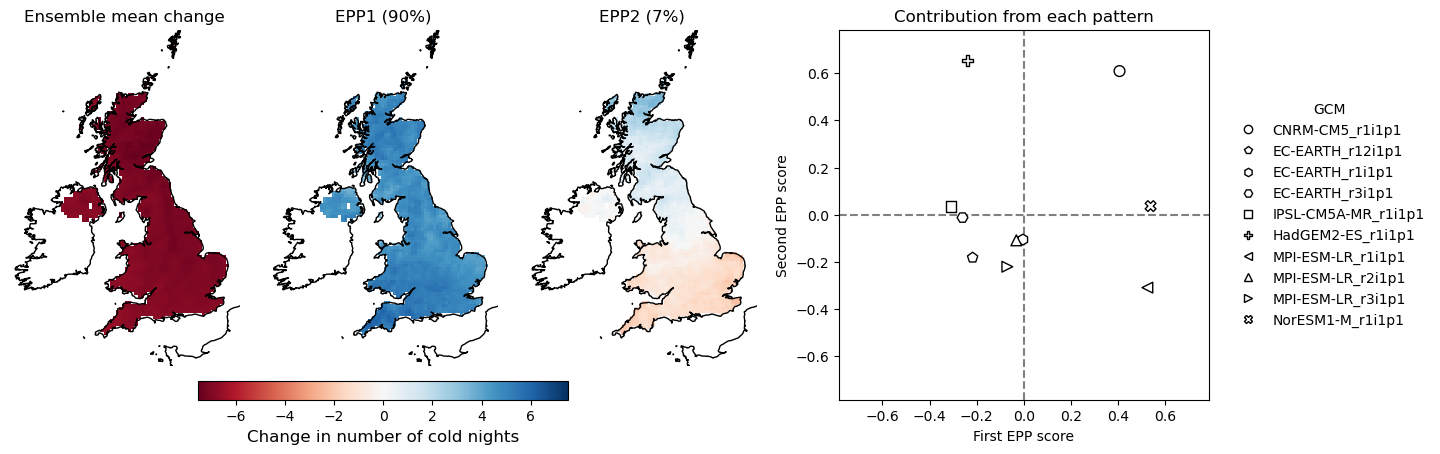 Ensemble mean change
EPP1 (90%)
EPP2 (7%)
−6 −4 −2 0 2 4 6
Change in number of cold nights
Contribution from each pattern
Second EPP score
0.6
0.4
0.2
0.0
−0.2
−0.4
−0.6
−0.6 −0.4 −0.2 0.0 0.2 0.4 0.6
First EPP score
GCM
CNRM-CM5_r1i1p1
EC-EARTH_r12i1p1
EC-EARTH_r1i1p1
EC-EARTH_r3i1p1
IPSL-CM5A-MR_r1i1p1
HadGEM2-ES_r1i1p1
MPI-ESM-LR_r1i1p1
MPI-ESM-LR_r2i1p1
MPI-ESM-LR_r3i1p1
NorESM1-M_r1i1p1